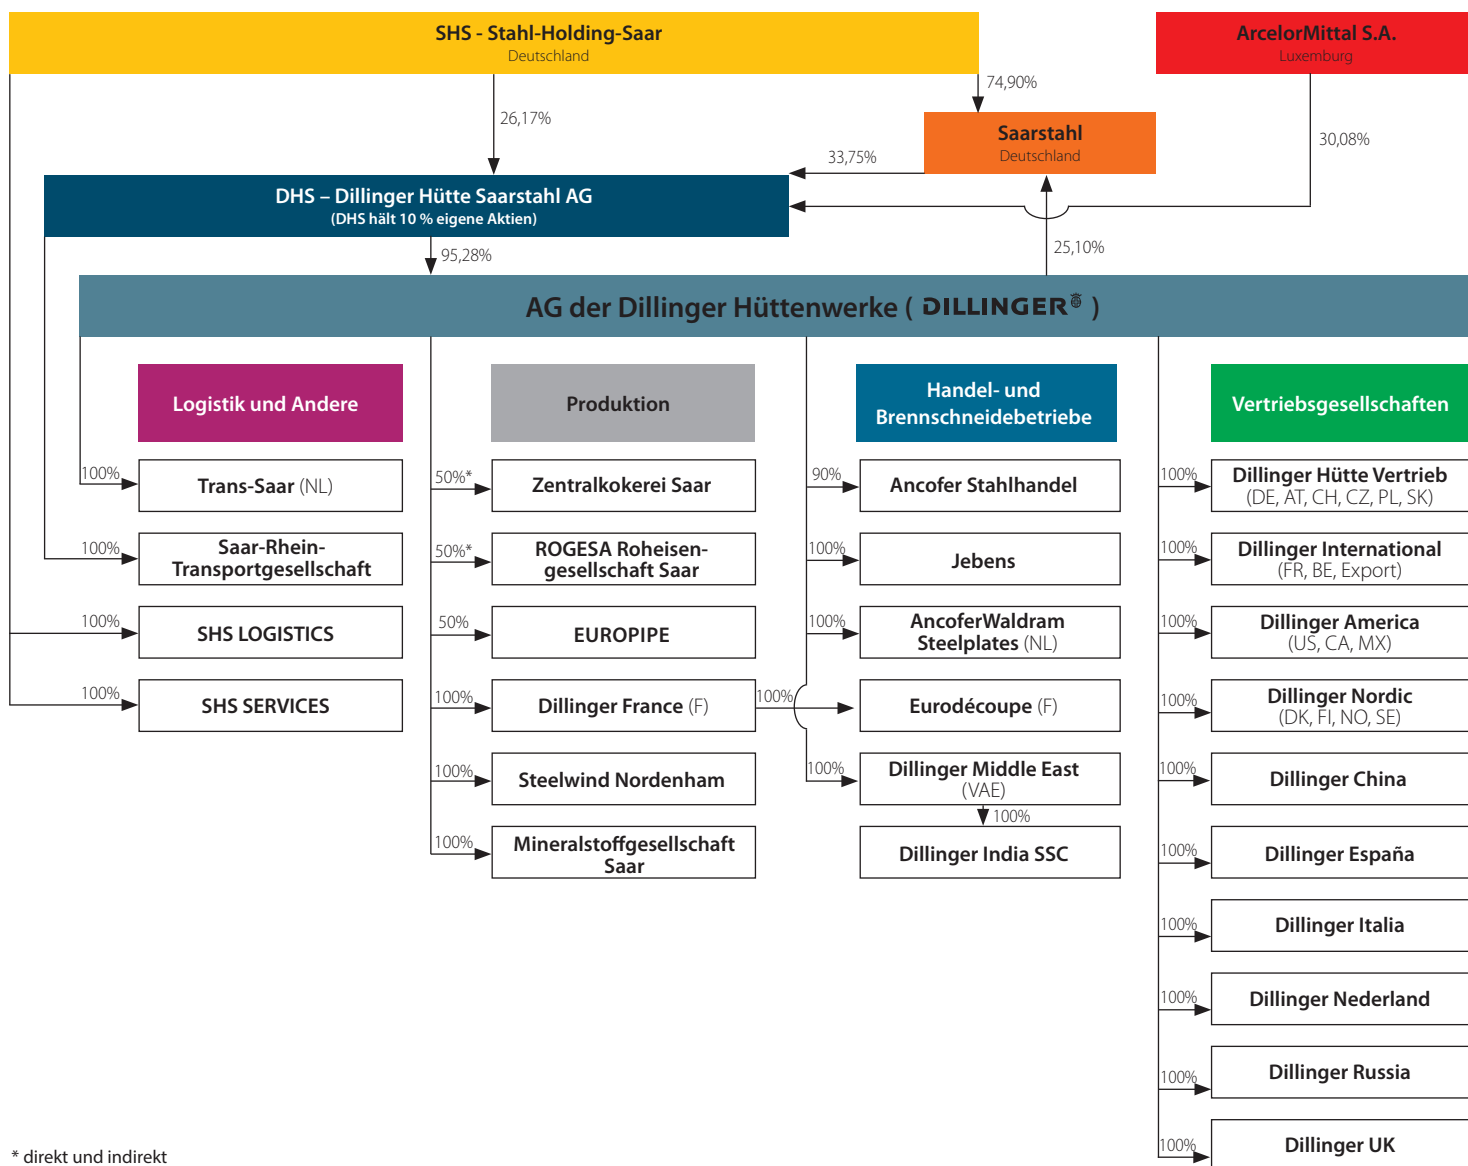 SHS - Stahl-Holding-Saar
Deutschland
ArcelorMittal S.A.
Luxemburg
74,90%
26,17%
Saarstahl
Deutschland
30,08%
33,75%
DHS – Dillinger Hütte Saarstahl AG
(DHS hält 10 % eigene Aktien)
95,28%
25,10%
AG der Dillinger Hüttenwerke ( DILLINGER )
Logistik und Andere
100%
Trans-Saar (NL)
100%
Saar-Rhein-
Transportgesellschaft
100%
SHS LOGISTICS
100%
SHS SERVICES
Produktion
50%*
Zentralkokerei Saar
50%*
ROGESA Roheisen-
gesellschaft Saar
50%
EUROPIPE
100%
Dillinger France (F)
100%
100%
Steelwind Nordenham
100%
Mineralstoffgesellschaft
Saar
Handel- und
Brennschneidebetriebe
90%
Ancofer Stahlhandel
100%
Jebens
100%
AncoferWaldram
Steelplates (NL)
Eurodécoupe (F)
100%
Dillinger Middle East
(VAE)
100%
Dillinger India SSC
Vertriebsgesellschaften
100%
Dillinger Hütte Vertrieb
(DE, AT, CH, CZ, PL, SK)
100%
Dillinger International
(FR, BE, Export)
100%
Dillinger America
(US, CA, MX)
100%
Dillinger Nordic
(DK, FI, NO, SE)
100%
Dillinger China
100%
Dillinger España
100%
Dillinger Italia
100%
Dillinger Nederland
100%
Dillinger Russia
100%
Dillinger UK
* direkt und indirekt